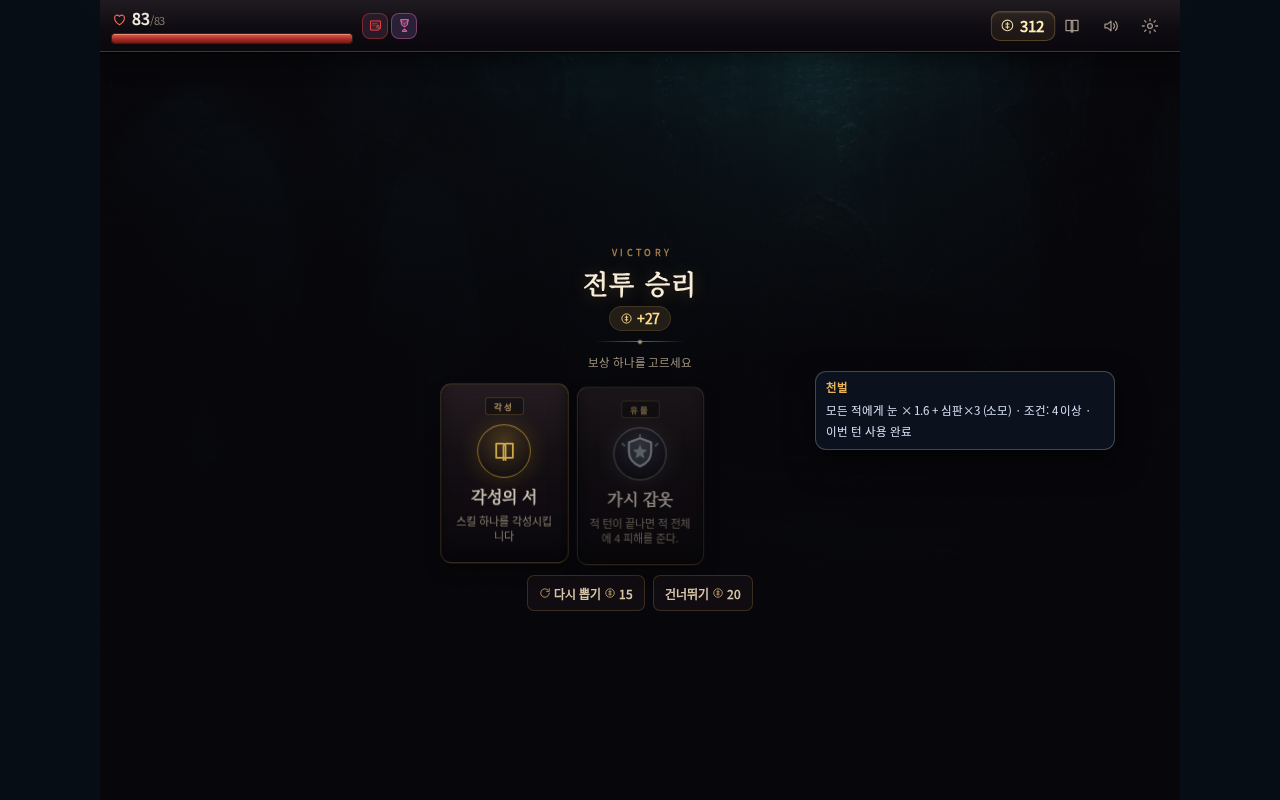 83/83
312
VICTORY
전투 승리
+27
보상 하나를 고르세요
각성
각성의 서
스킬 하나를 각성시킵
니다
유물
가시 갑옷
적 턴이 끝나면 적 전체
에 4 피해를 준다.
천벌
모든 적에게 눈 × 1.6 + 심판×3 (소모) · 조건: 4 이상 ·
이번 턴 사용 완료
다시 뽑기 15
건너뛰기 20